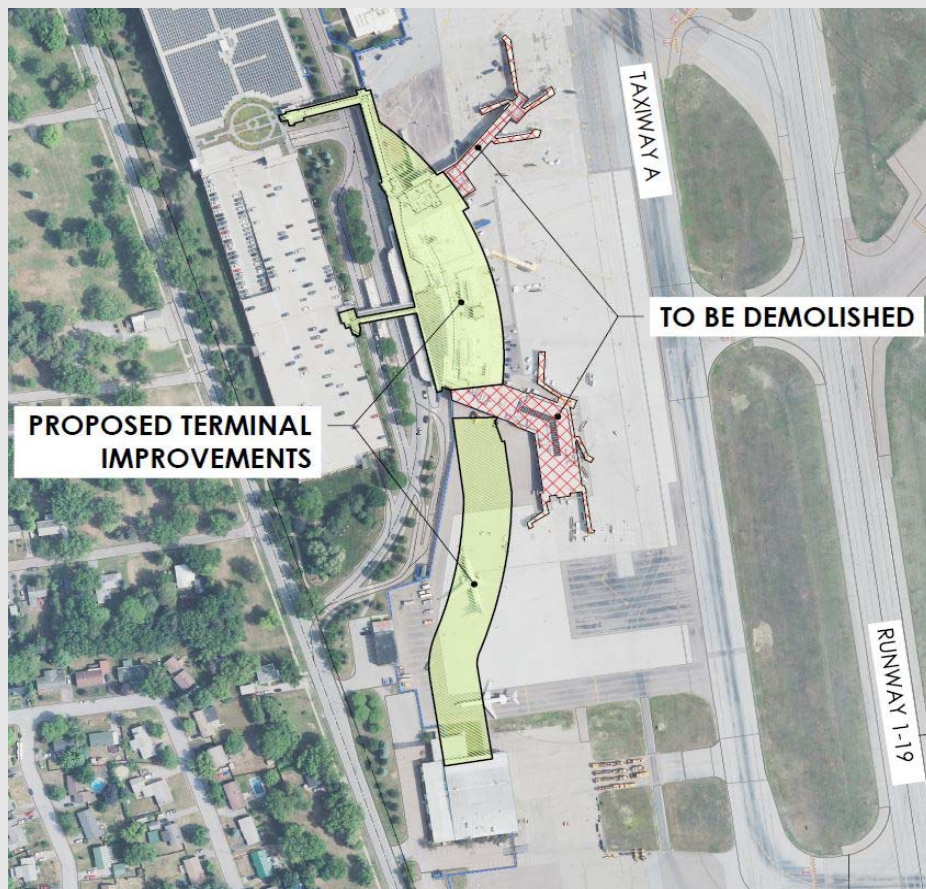 TAXIWAY A
TO BE DEMOLISHED
PROPOSED TERMINAL
IMPROVEMENTS
RUNWAY 1-19